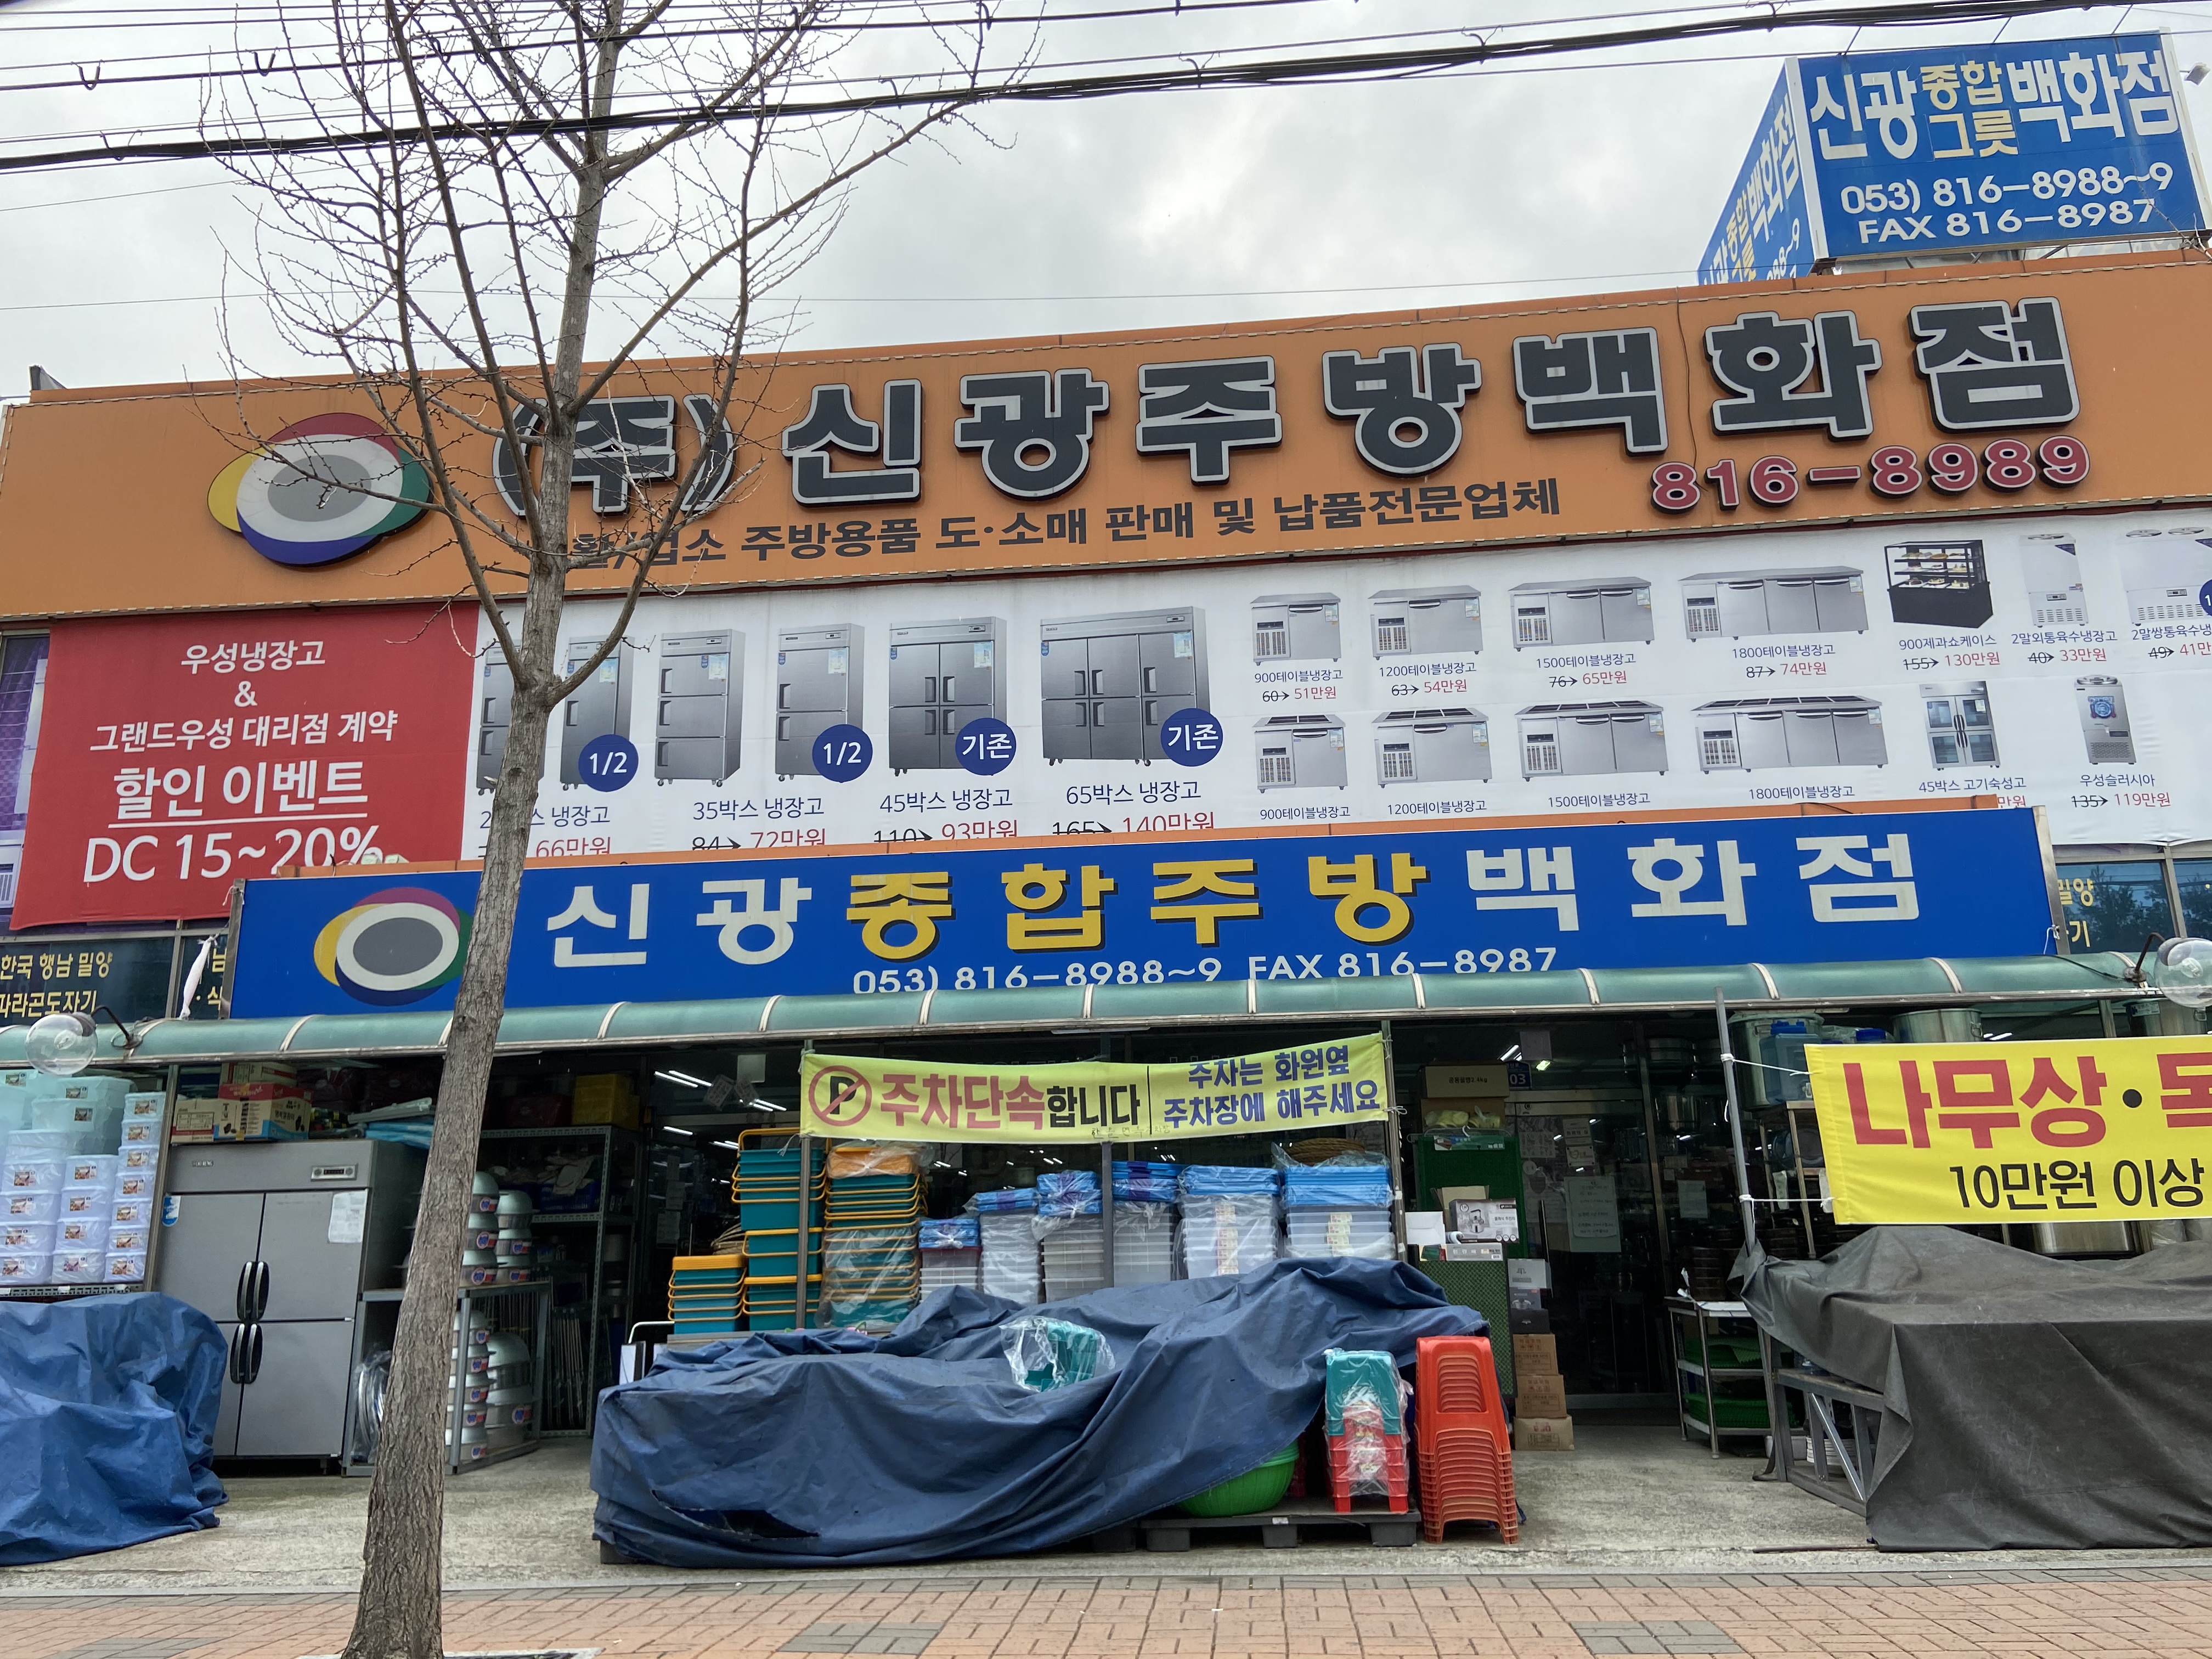 신광 종합 그릇 백화점
053) 816-8988~9
FAX 816-8987
(주)신광주방백화점
816-8989
주방용품 도·소매 판매 및 납품전문업체
우성냉장고
&
그랜드우성 대리점 계약
할인 이벤트
DC 15~20%
1/2
1/2
기존
기존
냉장고
66만원
35박스 냉장고
84→ 72만원
45박스 냉장고
110→ 93만원
65박스 냉장고
165→ 140만원
900테이블냉장고
60→ 51만원
1200테이블냉장고
63→ 54만원
1500테이블냉장고
76→ 65만원
1800테이블냉장고
87→ 74만원
900제과쇼케이스
155→ 130만원
2말외통육수냉장고
40→ 33만원
2말쌍통육수냉
49→ 41만
900테이블냉장고
1200테이블냉장고
1500테이블냉장고
1800테이블냉장고
45박스 고기숙성고
만원
우성슬러시아
135→ 119만원
신광종합주방백화점
053) 816-8988~9 FAX 816-8987
한국 행남 밀양
파라곤도자기
밀양
기
P 주차단속합니다
주차는 화원옆
주차장에 해주세요
나무상·
10만원 이상